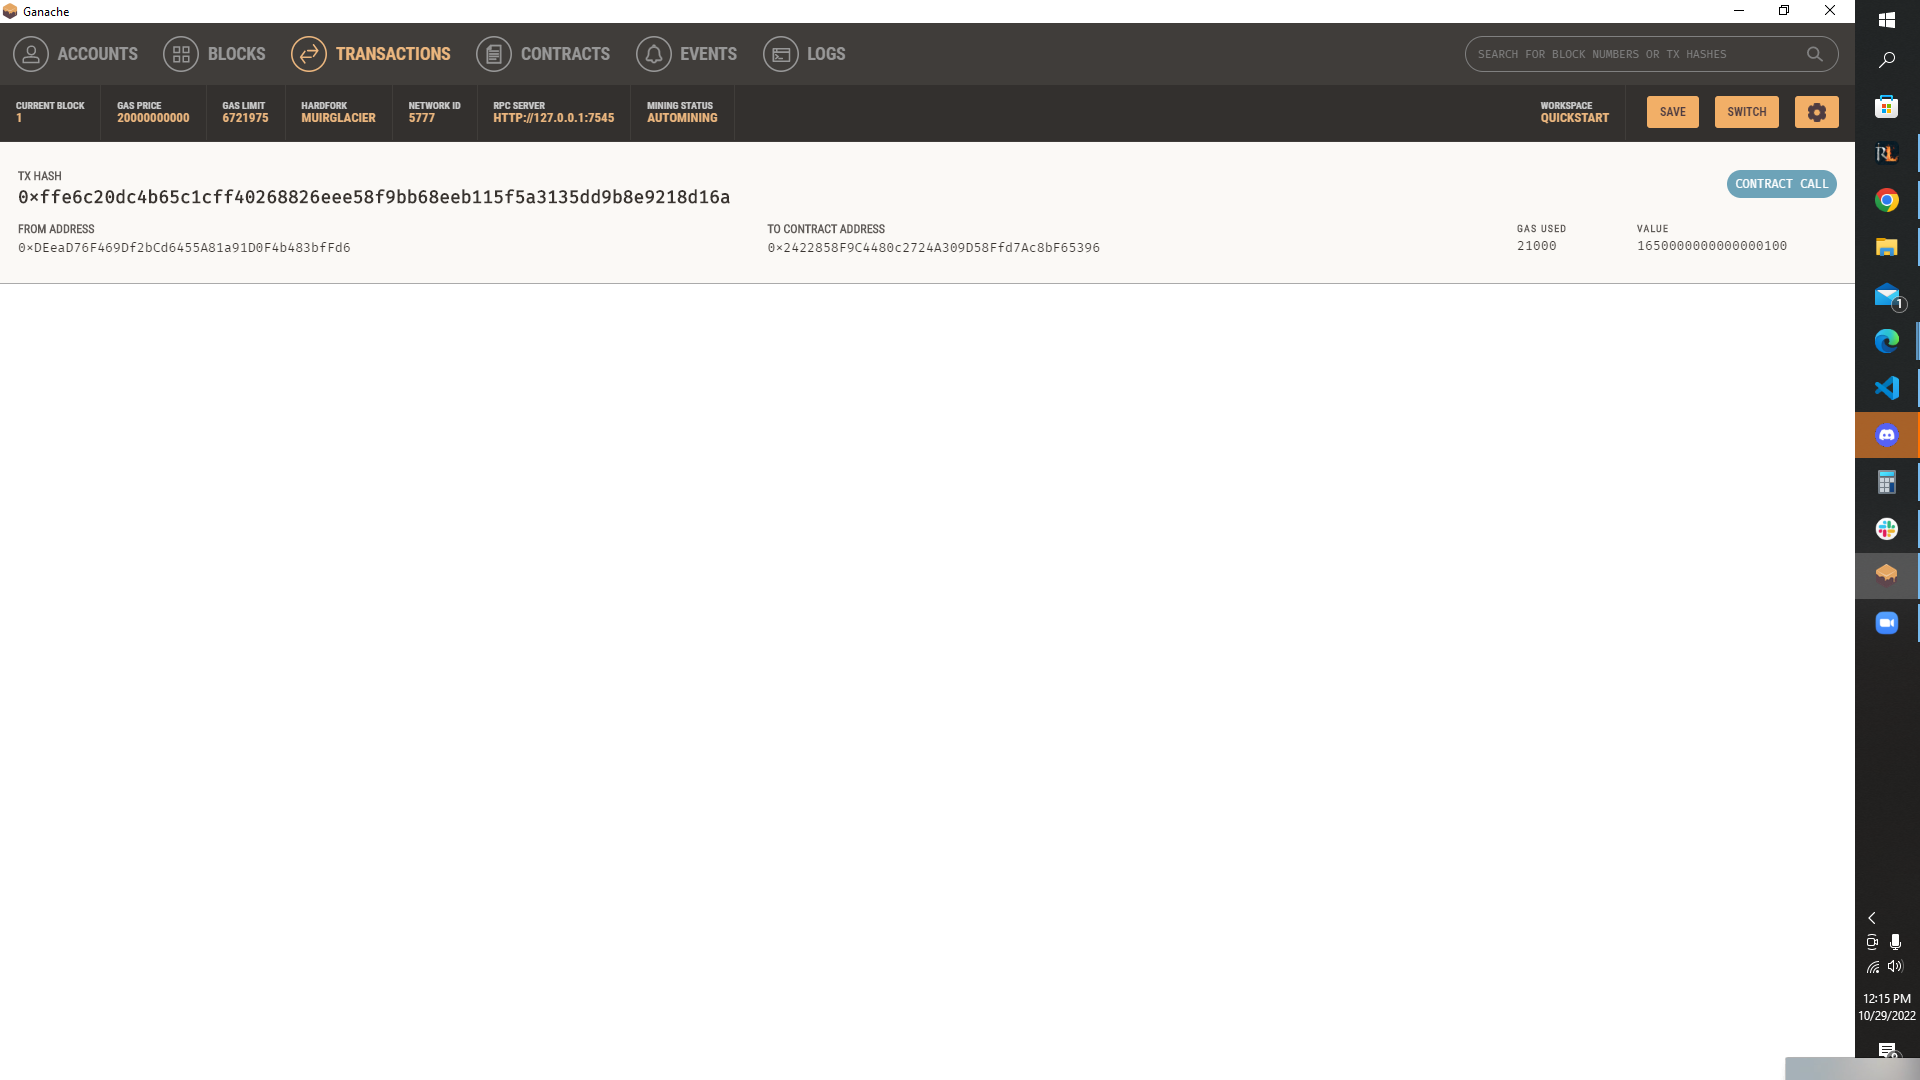 Ganache
ACCOUNTS BLOCKS TRANSACTIONS CONTRACTS EVENTS LOGS
SEARCH FOR BLOCK NUMBERS OR TX HASHES
CURRENT BLOCK
1
GAS PRICE
20000000000
GAS LIMIT
6721975
HARDFORK
MUIRGLACIER
NETWORK ID
5777
RPC SERVER
HTTP://127.0.0.1:7545
MINING STATUS
AUTOMINING
WORKSPACE
QUICKSTART
SAVE
SWITCH
TX HASH
0×ffe6c20dc4b65c1cff40268826eee58f9bb68eeb115f5a3135dd9b8e9218d16a
CONTRACT CALL
FROM ADDRESS
0×DEeaD76F469Df2bCd6455A81a91D0F4b483bfFd6
TO CONTRACT ADDRESS
0×2422858F9C4480c2724A309D58Ffd7Ac8bF65396
GAS USED
21000
VALUE
1650000000000000100
RL
1
12:15 PM
10/29/2022